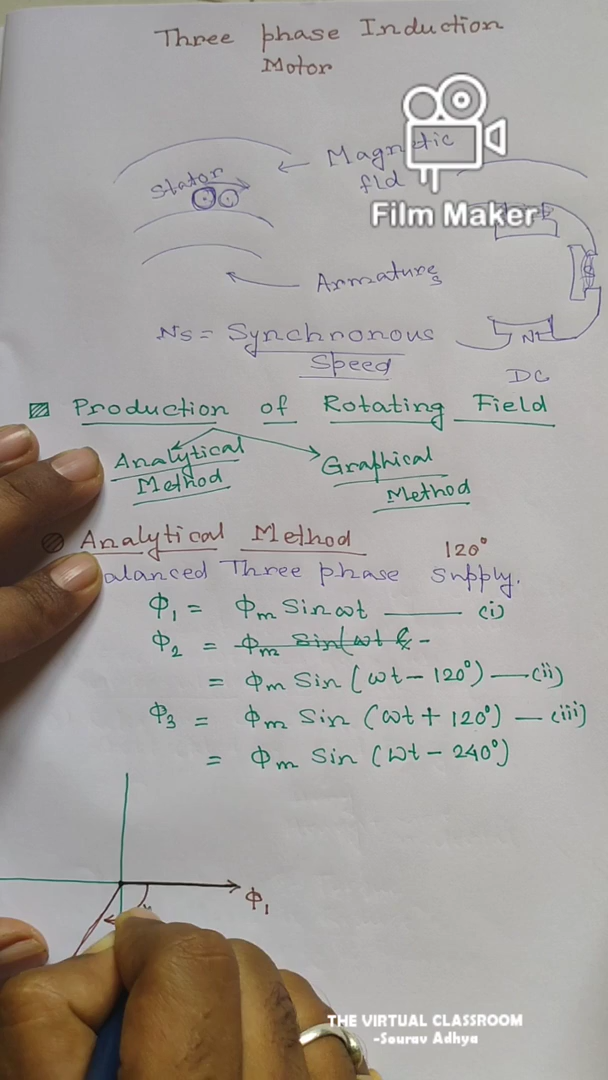 Three phase Induction
Motor
Magnetic
fld
Stator
Film Maker
Armatures
Ns = Synchronous
Speed
N
DC
Production of Rotating Field
Analytical
Method
Graphical
Method
Analytical Method
120°
alanced Three phase Supply.
Φ₁ = Φm Sin ωt —— (i)
Φ₂ = Φm Sin(ωt
= Φm Sin (ωt - 120°) — (ii)
Φ₃ = Φm Sin (ωt + 120°) — (iii)
= Φm Sin (ωt - 240°)
Φ₁
THE VIRTUAL CLASSROOM
-Sourav Adhya